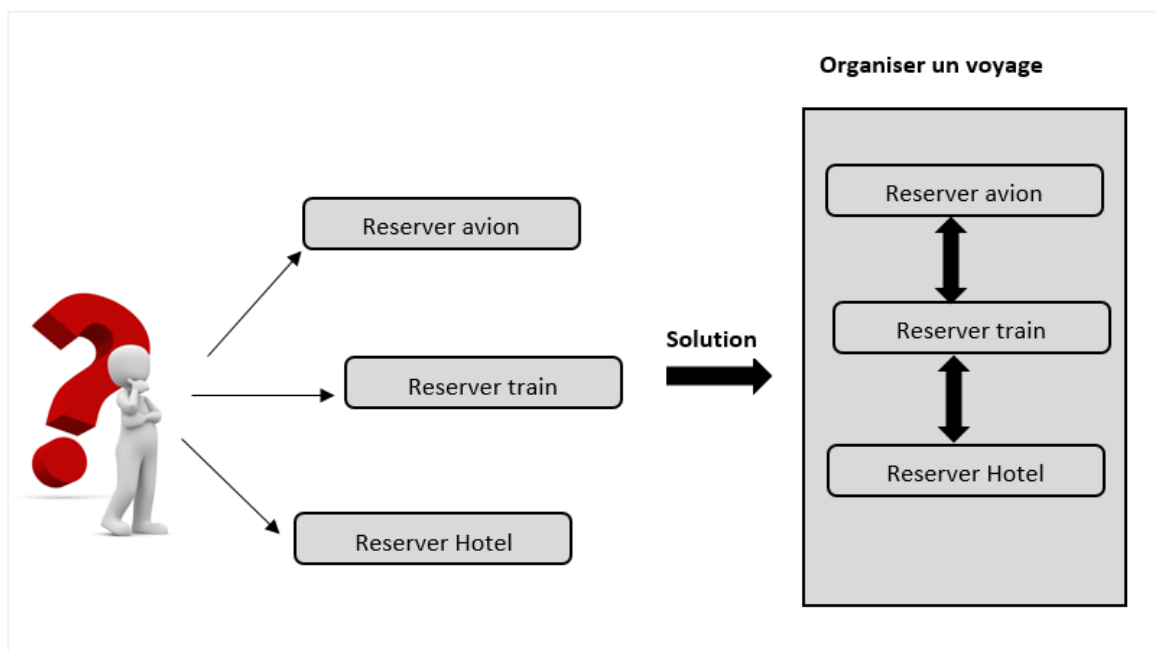 Organiser un voyage
Reserver avion
Reserver train
Reserver Hotel
Solution
Reserver avion
Reserver train
Reserver Hotel